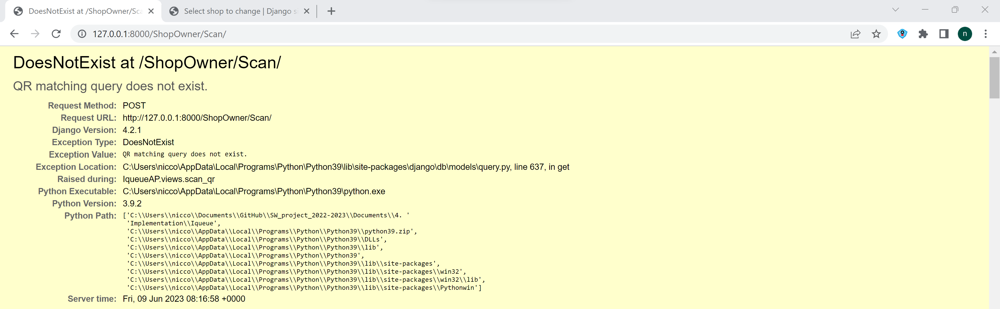 DoesNotExist at /ShopOwner/Sca
Select shop to change | Django s
127.0.0.1:8000/ShopOwner/Scan/
n
DoesNotExist at /ShopOwner/Scan/
QR matching query does not exist.
Request Method: POST
Request URL: http://127.0.0.1:8000/ShopOwner/Scan/
Django Version: 4.2.1
Exception Type: DoesNotExist
Exception Value: QR matching query does not exist.
Exception Location: C:\Users\nicco\AppData\Local\Programs\Python\Python39\lib\site-packages\django\db\models\query.py, line 637, in get
Raised during: IqueueAP.views.scan_qr
Python Executable: C:\Users\nicco\AppData\Local\Programs\Python\Python39\python.exe
Python Version: 3.9.2
Python Path: ['C:\\Users\\nicco\\Documents\\GitHub\\SW_project_2022-2023\\Documents\\4. '
'Implementation\\Iqueue',
'C:\\Users\\nicco\\AppData\\Local\\Programs\\Python\\Python39\\python39.zip',
'C:\\Users\\nicco\\AppData\\Local\\Programs\\Python\\Python39\\DLLs',
'C:\\Users\\nicco\\AppData\\Local\\Programs\\Python\\Python39\\lib',
'C:\\Users\\nicco\\AppData\\Local\\Programs\\Python\\Python39',
'C:\\Users\\nicco\\AppData\\Local\\Programs\\Python\\Python39\\lib\\site-packages',
'C:\\Users\\nicco\\AppData\\Local\\Programs\\Python\\Python39\\lib\\site-packages\\win32',
'C:\\Users\\nicco\\AppData\\Local\\Programs\\Python\\Python39\\lib\\site-packages\\win32\\lib',
'C:\\Users\\nicco\\AppData\\Local\\Programs\\Python\\Python39\\lib\\site-packages\\Pythonwin']
Server time: Fri, 09 Jun 2023 08:16:58 +0000